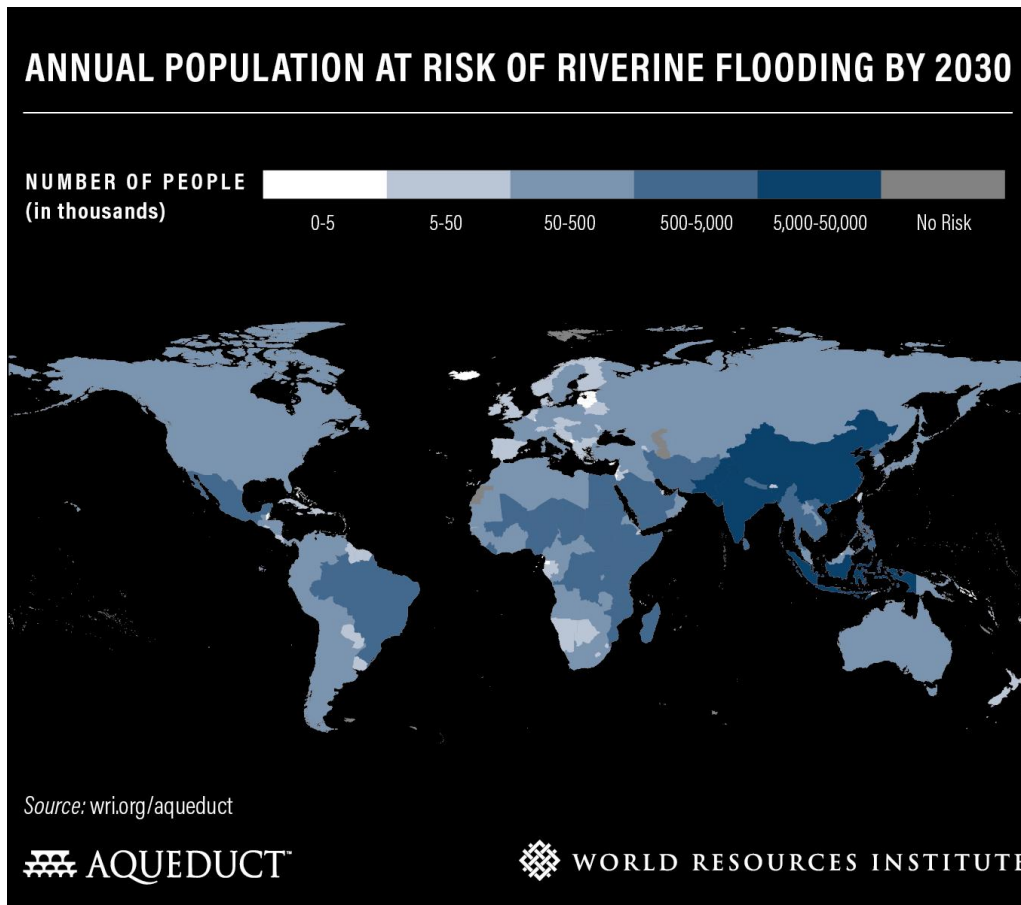 ANNUAL POPULATION AT RISK OF RIVERINE FLOODING BY 2030
NUMBER OF PEOPLE
(in thousands)
0-5
5-50
50-500
500-5,000
5,000-50,000
No Risk
Source: wri.org/aqueduct
AQUEDUCT™
WORLD RESOURCES INSTITUTE